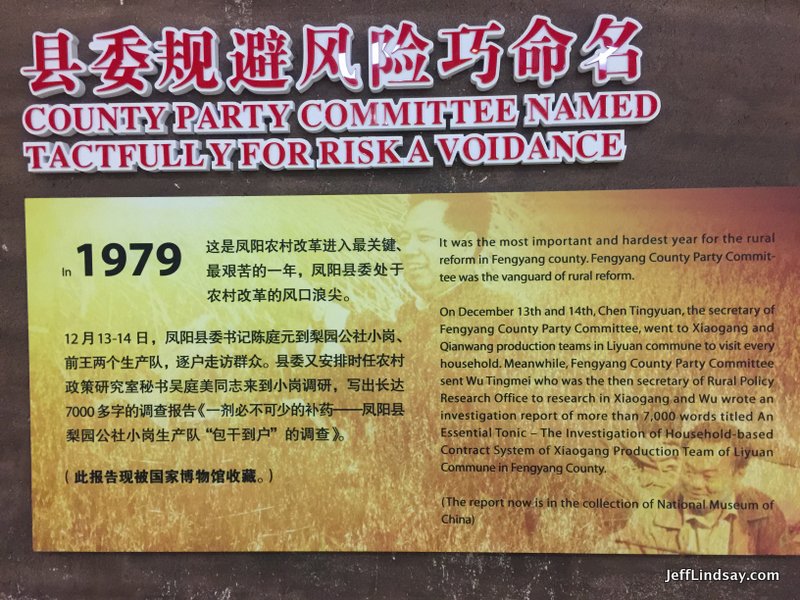 县委规避风险巧命名
COUNTY PARTY COMMITTEE NAMED
TACTFULLY FOR RISK A VOIDANCE
In 1979
这是凤阳农村改革进入最关键、
最艰苦的一年，凤阳县委处于
农村改革的风口浪尖。
12月13-14日，凤阳县委书记陈庭元到梨园公社小岗、
前王两个生产队，逐户走访群众。县委又安排时任农村
政策研究室秘书吴庭美同志来到小岗调研，写出长达
7000多字的调查报告《一剂必不可少的补药——凤阳县
梨园公社小岗生产队“包干到户”的调查》。
（此报告现被国家博物馆收藏。）
It was the most important and hardest year for the rural
reform in Fengyang county. Fengyang County Party Commit-
tee was the vanguard of rural reform.
On December 13th and 14th, Chen Tingyuan, the secretary of
Fengyang County Party Committee, went to Xiaogang and
Qianwang production teams in Liyuan commune to visit every
household. Meanwhile, Fengyang County Party Committee
sent Wu Tingmei who was the then secretary of Rural Policy
Research Office to research in Xiaogang and Wu wrote an
investigation report of more than 7,000 words titled An
Essential Tonic – The Investigation of Household-based
Contract System of Xiaogang Production Team of Liyuan
Commune in Fengyang County.
(The report now is in the collection of National Museum of
China)
JeffLindsay.com